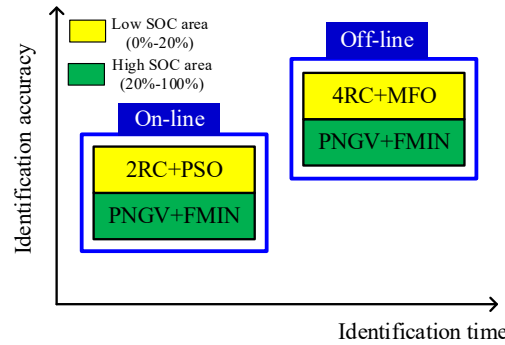 Low SOC area
(0%-20%)
High SOC area
(20%-100%)
Off-line
4RC+MFO
PNGV+FMIN
On-line
2RC+PSO
PNGV+FMIN
Identification accuracy
Identification time